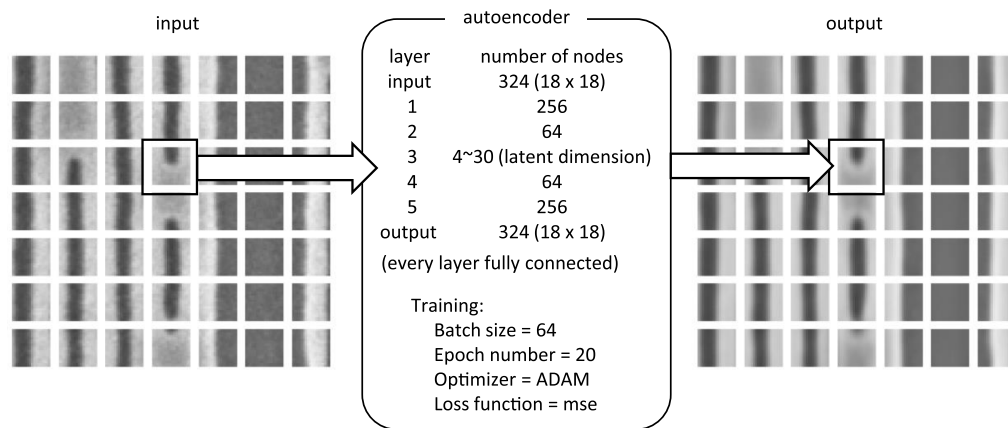 input
autoencoder
output
layer number of nodes
input 324 (18 x 18)
1 256
2 64
3 4~30 (latent dimension)
4 64
5 256
output 324 (18 x 18)
(every layer fully connected)
Training:
Batch size = 64
Epoch number = 20
Optimizer = ADAM
Loss function = mse